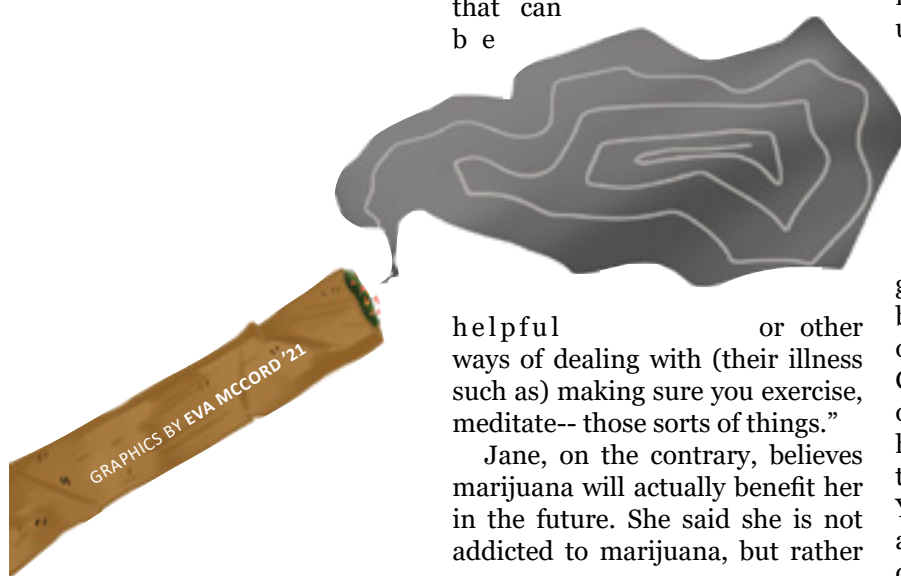 that can
b e
helpful or other
ways of dealing with (their illness
such as) making sure you exercise,
meditate-- those sorts of things.”
Jane, on the contrary, believes
marijuana will actually benefit her
in the future. She said she is not
addicted to marijuana, but rather
GRAPHICS BY EVA MCCORD ’21